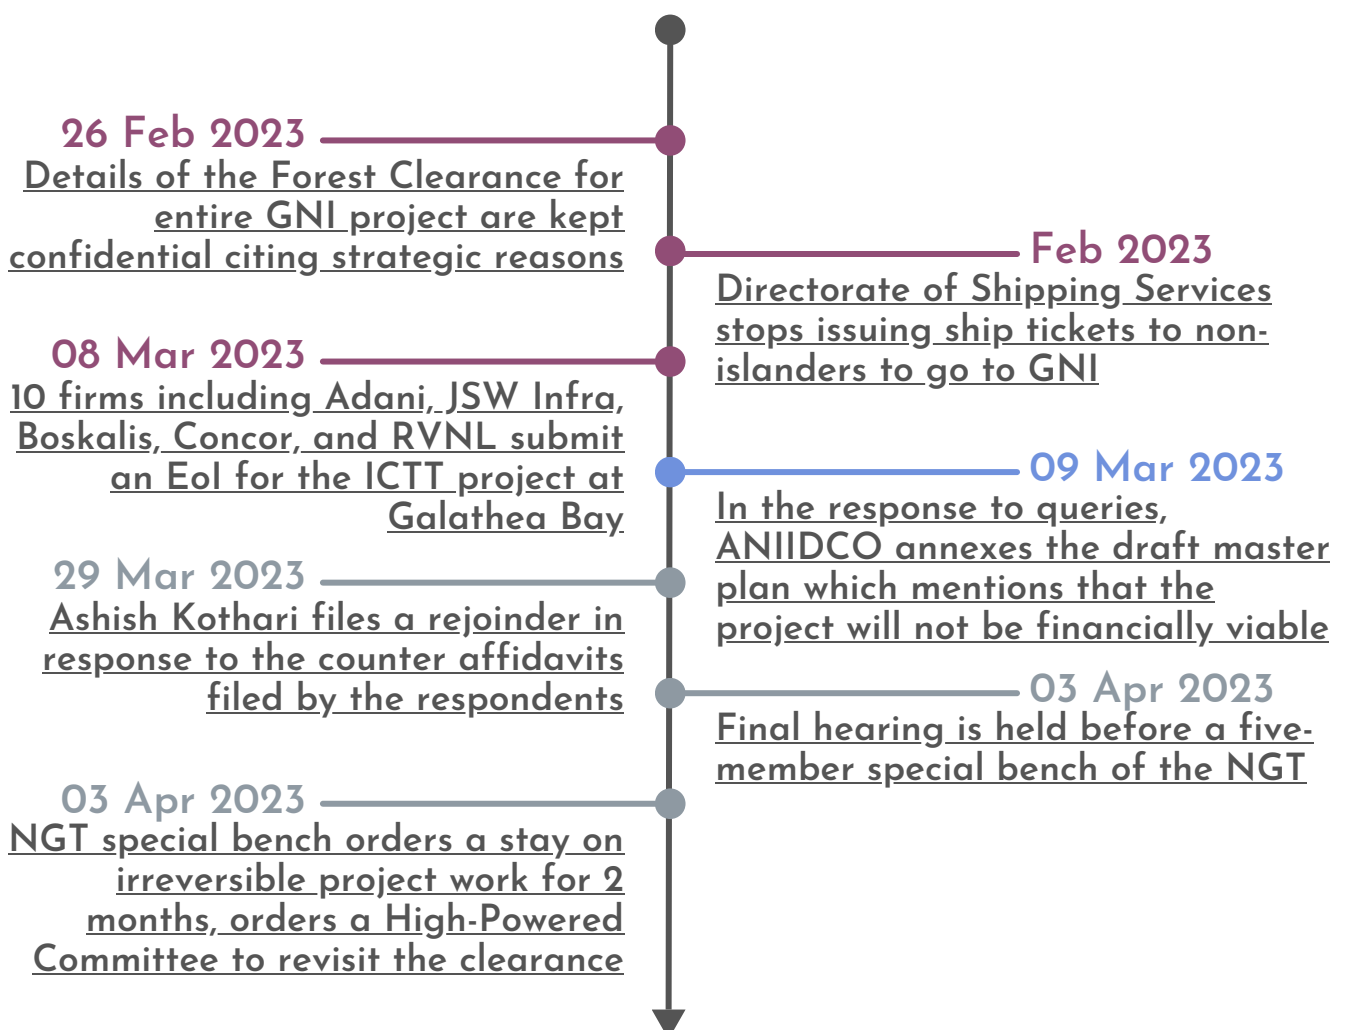 26 Feb 2023
Details of the Forest Clearance for
entire GNI project are kept
confidential citing strategic reasons
Feb 2023
Directorate of Shipping Services
stops issuing ship tickets to non-
islanders to go to GNI
08 Mar 2023
10 firms including Adani, JSW Infra,
Boskalis, Concor, and RVNL submit
an EoI for the ICTT project at
Galathea Bay
09 Mar 2023
In the response to queries,
ANIIDCO annexes the draft master
plan which mentions that the
project will not be financially viable
29 Mar 2023
Ashish Kothari files a rejoinder in
response to the counter affidavits
filed by the respondents
03 Apr 2023
Final hearing is held before a five-
member special bench of the NGT
03 Apr 2023
NGT special bench orders a stay on
irreversible project work for 2
months, orders a High-Powered
Committee to revisit the clearance